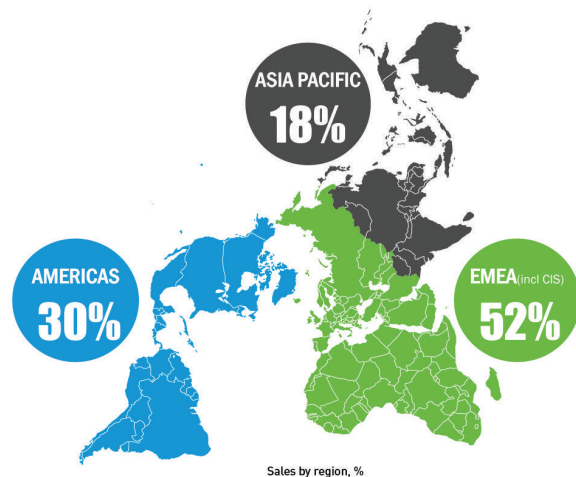 ASIA PACIFIC
18%
AMERICAS
30%
EMEA(incl CIS)
52%
Sales by region, %